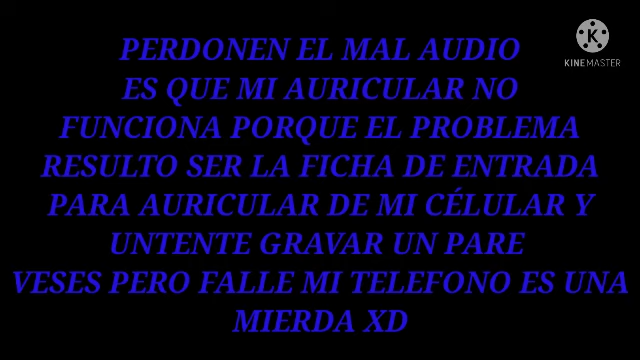 PERDONEN EL MAL AUDIO
ES QUE MI AURICULAR NO
FUNCIONA PORQUE EL PROBLEMA
RESULTO SER LA FICHA DE ENTRADA
PARA AURICULAR DE MI CÉLULAR Y
UNTENTE GRAVAR UN PARE
VESES PERO FALLE MI TELEFONO ES UNA
MIERDA XD
K
KINEMASTER